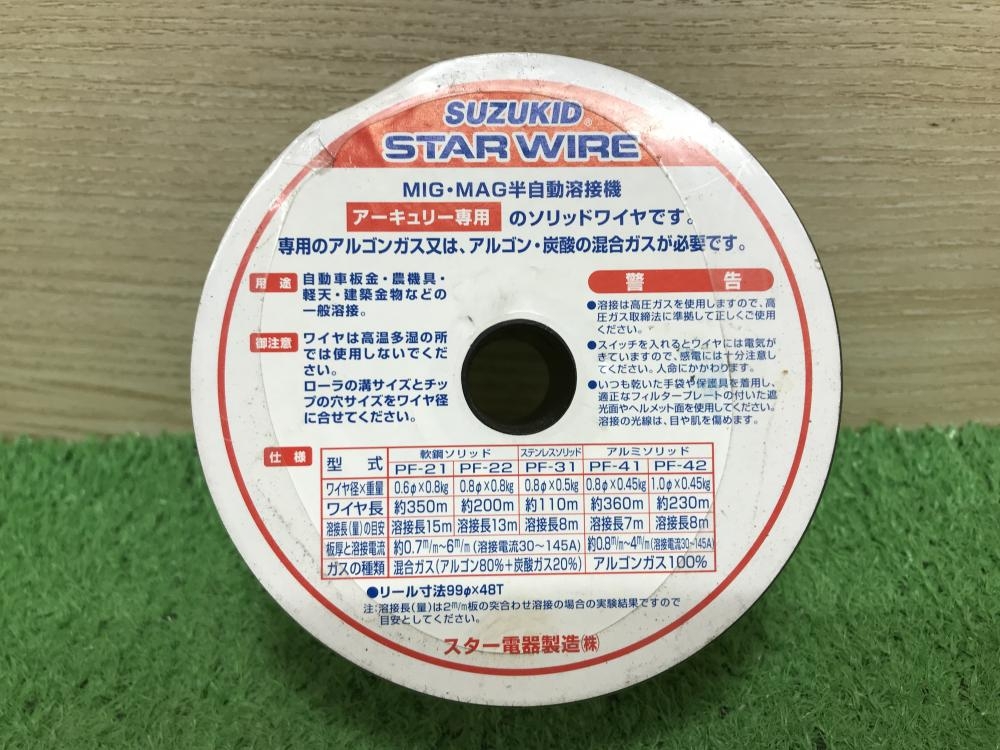 SUZUKID®
STAR WIRE
MIG・MAG半自動溶接機
アーキュリー専用 のソリッドワイヤです。
専用のアルゴンガス又は、アルゴン・炭酸の混合ガスが必要です。
用途
自動車板金・農機具・
軽天・建築金物などの
一般溶接。
御注意
ワイヤは高温多湿の所
では使用しないでくだ
さい。
ローラの溝サイズとチッ
プの穴サイズをワイヤ径
に合せてください。
警告
●溶接は高圧ガスを使用しますので、高
圧ガス取締法に準拠して正しくご使用
ください。
●スイッチを入れるとワイヤには電気が
きていますので、感電には十分注意し
てください。人命にかかわります。
●いつも乾いた手袋や保護具を着用し、
適正なフィルタープレートの付いた遮
光面やヘルメット面を使用してください。
溶接の光線は、目や肌を傷めます。
仕様
型式 軟鋼ソリッド ステンレスソリッド アルミソリッド
PF-21 PF-22 PF-31 PF-41 PF-42
ワイヤ径×重量 0.6φ×0.8kg 0.8φ×0.8kg 0.8φ×0.5kg 0.8φ×0.45kg 1.0φ×0.45kg
ワイヤ長 約350m 約200m 約110m 約360m 約230m
溶接長(量)の目安 溶接長15m 溶接長13m 溶接長8m 溶接長7m 溶接長8m
板厚と溶接電流 約0.7m/m~6m/m(溶接電流30~145A) 約0.8m/m~4m/m(溶接電流30~145A)
ガスの種類 混合ガス(アルゴン80%+炭酸ガス20%) アルゴンガス100%
●リール寸法99φ×48T
注:溶接長(量)は2m/m板の突合わせ溶接の場合の実験結果ですので
目安としてください。
スター電器製造㈱